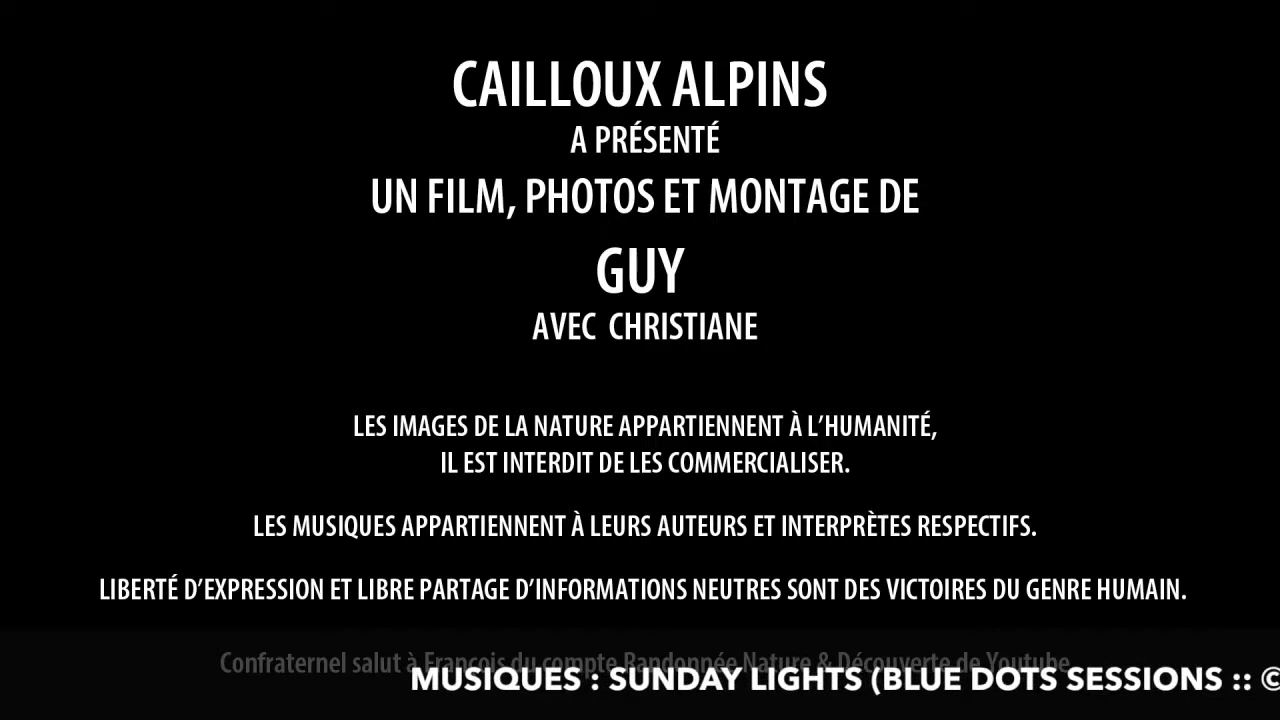 CAILLOUX ALPINS
A PRÉSENTÉ
UN FILM, PHOTOS ET MONTAGE DE
GUY
AVEC CHRISTIANE
LES IMAGES DE LA NATURE APPARTIENNENT À L’HUMANITÉ,
IL EST INTERDIT DE LES COMMERCIALISER.
LES MUSIQUES APPARTIENNENT À LEURS AUTEURS ET INTERPRÈTES RESPECTIFS.
LIBERTÉ D’EXPRESSION ET LIBRE PARTAGE D’INFORMATIONS NEUTRES SONT DES VICTOIRES DU GENRE HUMAIN.
Confraternel salut à François du compte Randonnée Nature & Découverte de Youtube
MUSIQUES : SUNDAY LIGHTS (BLUE DOTS SESSIONS :: ©